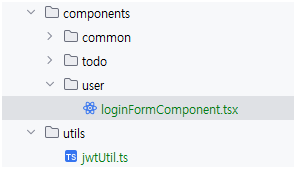 components
common
todo
user
loginFormComponent.tsx
utils
TS jwtUtil.ts